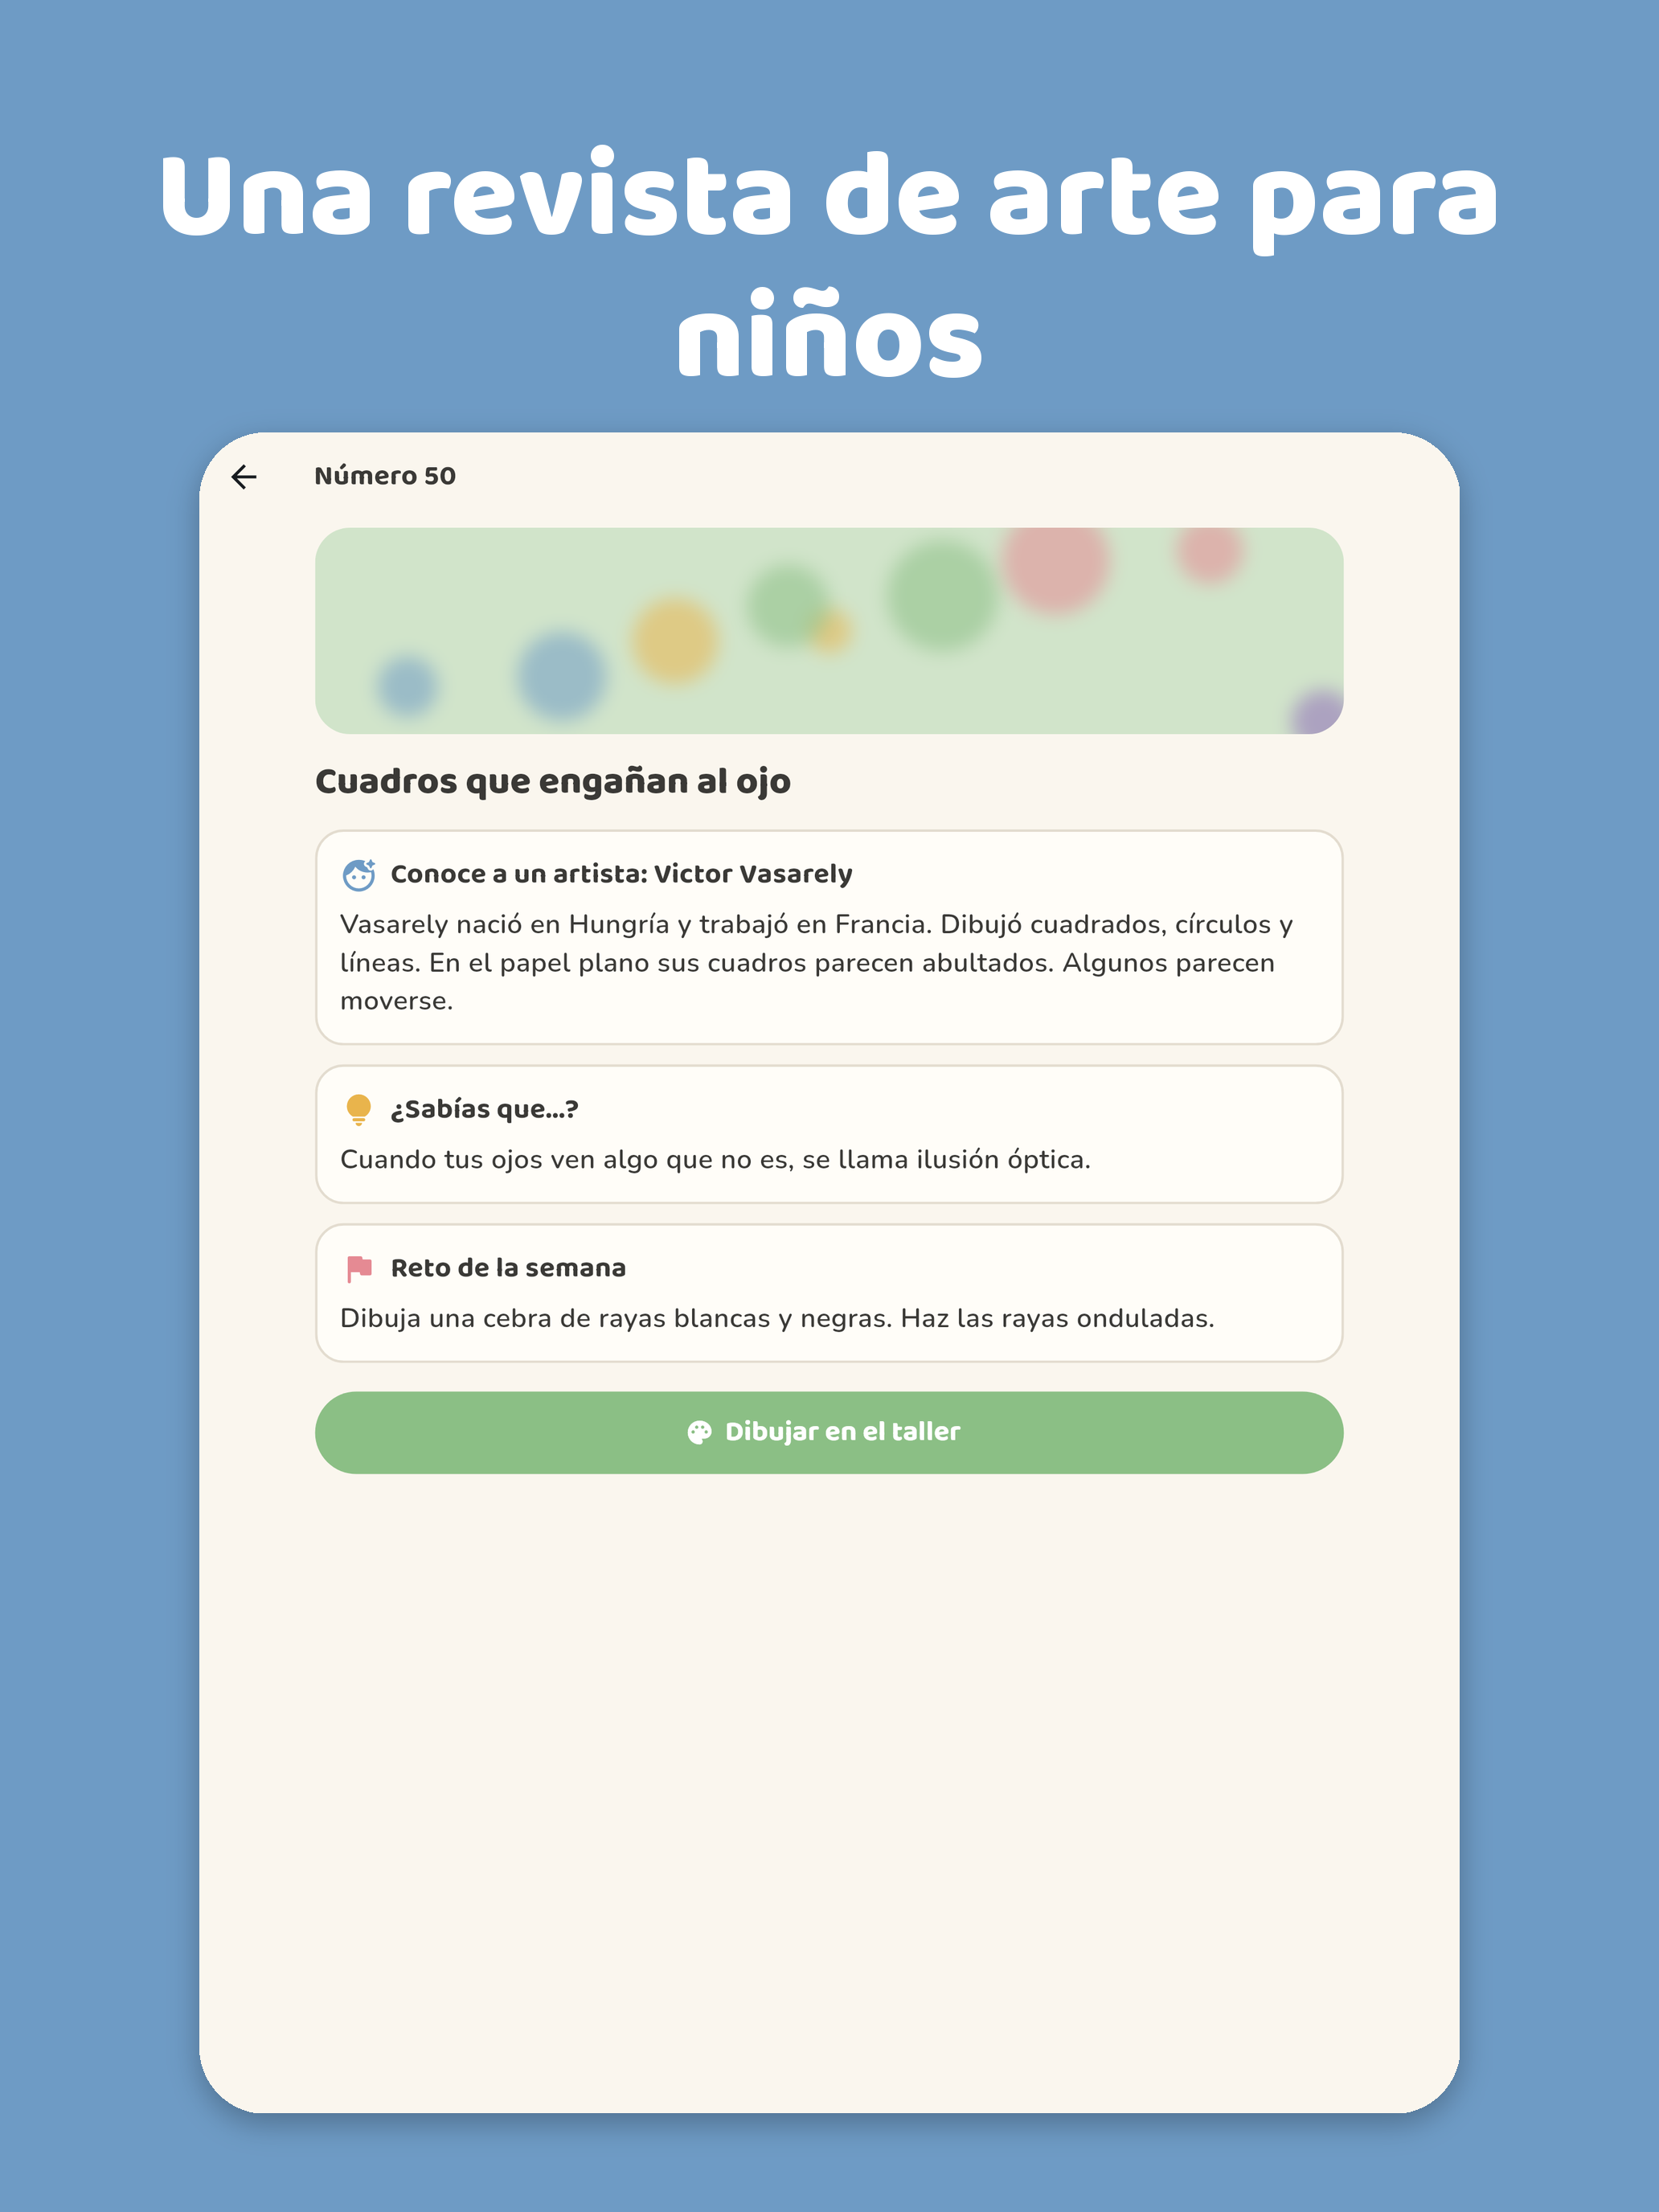 Una revista de arte para
niños
Número 50
Cuadros que engañan al ojo
Conoce a un artista: Victor Vasarely
Vasarely nació en Hungría y trabajó en Francia. Dibujó cuadrados, círculos y
líneas. En el papel plano sus cuadros parecen abultados. Algunos parecen
moverse.
¿Sabías que...?
Cuando tus ojos ven algo que no es, se llama ilusión óptica.
Reto de la semana
Dibuja una cebra de rayas blancas y negras. Haz las rayas onduladas.
Dibujar en el taller